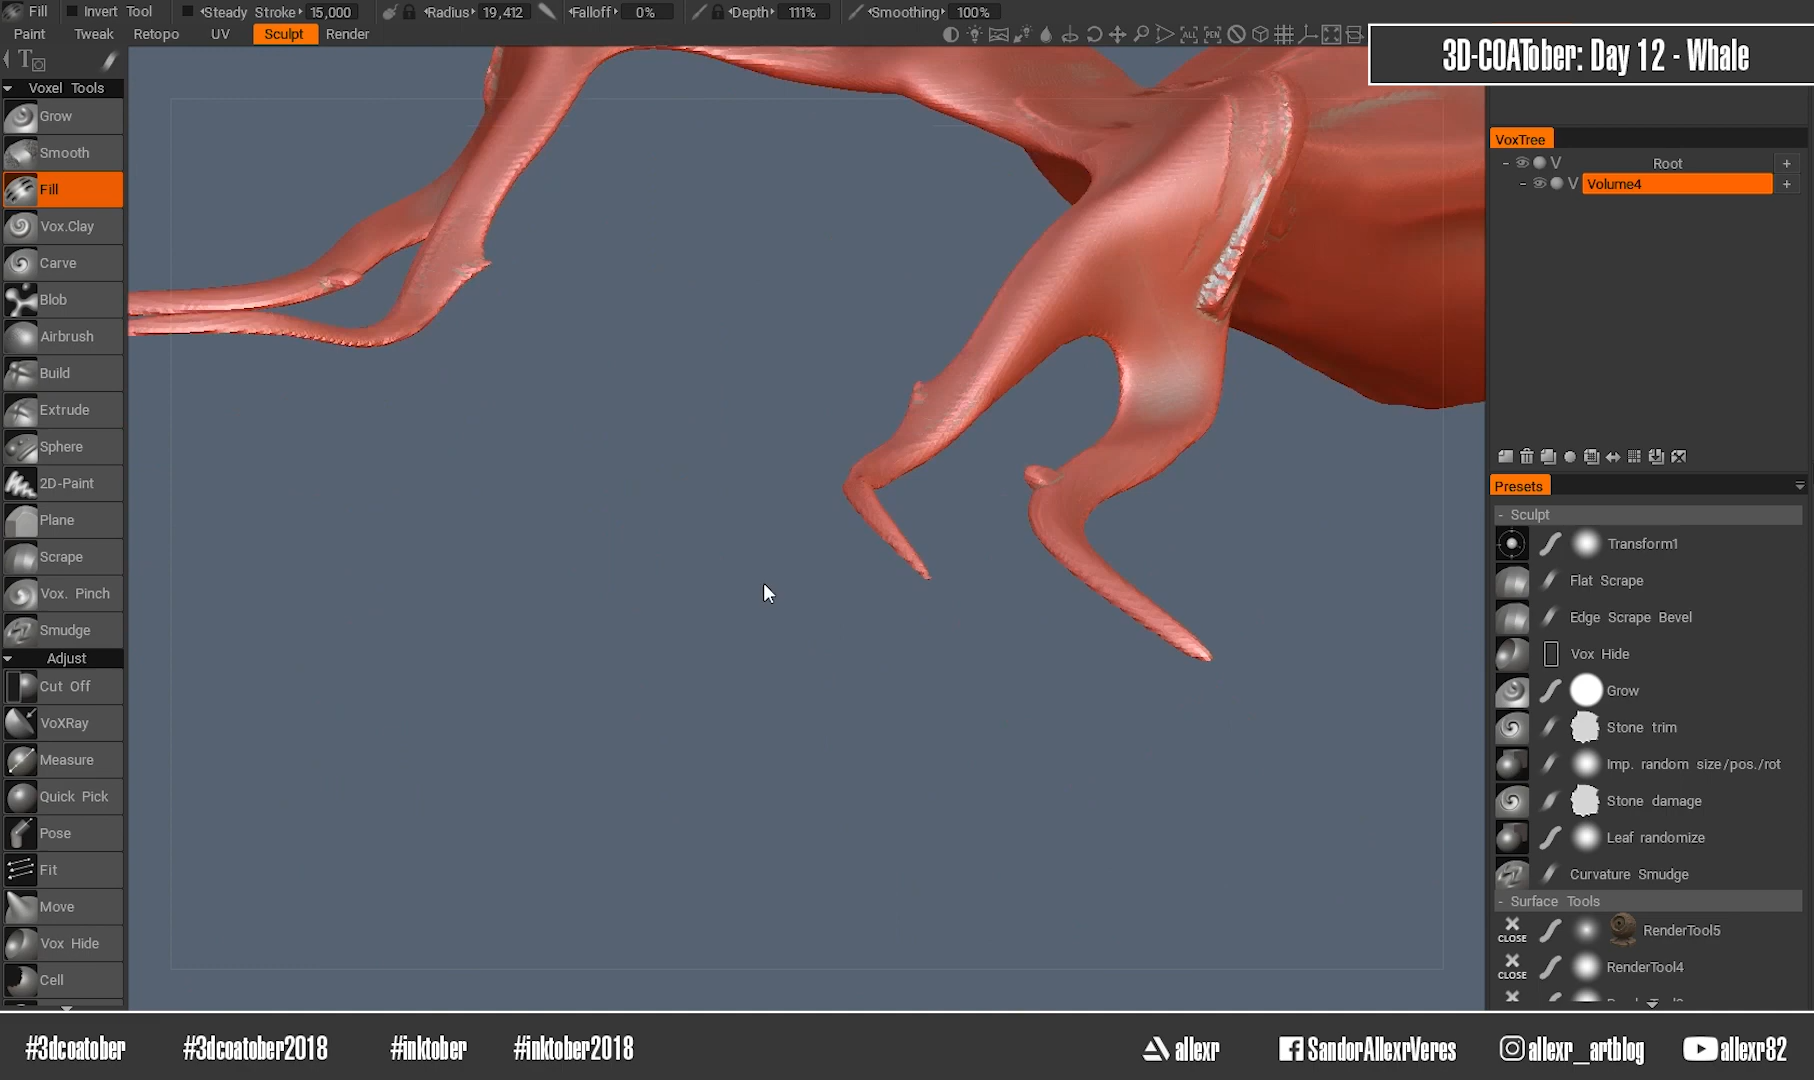 Fill Invert Tool Steady Stroke 15,000 Radius 19,412 Falloff 0% Depth 111% Smoothing 100%
Paint Tweak Retopo UV Sculpt Render
ALL PEN
3D-COATober: Day 12 - Whale
T
Voxel Tools
Grow
Smooth
Fill
Vox.Clay
Carve
Blob
Airbrush
Build
Extrude
Sphere
2D-Paint
Plane
Scrape
Vox. Pinch
Smudge
Adjust
Cut Off
VoXRay
Measure
Quick Pick
Pose
Fit
Move
Vox Hide
Cell
VoxTree
- V Root +
- V Volume4 +
Presets
- Sculpt
Transform1
Flat Scrape
Edge Scrape Bevel
Vox Hide
Grow
Stone trim
Imp. random size/pos./rot
Stone damage
Leaf randomize
Curvature Smudge
- Surface Tools
CLOSE RenderTool5
CLOSE RenderTool4
#3dcoatober #3dcoatober2018 #inktober #inktober2018 allexr SandorAllexrVeres allexr_artblog allexr82